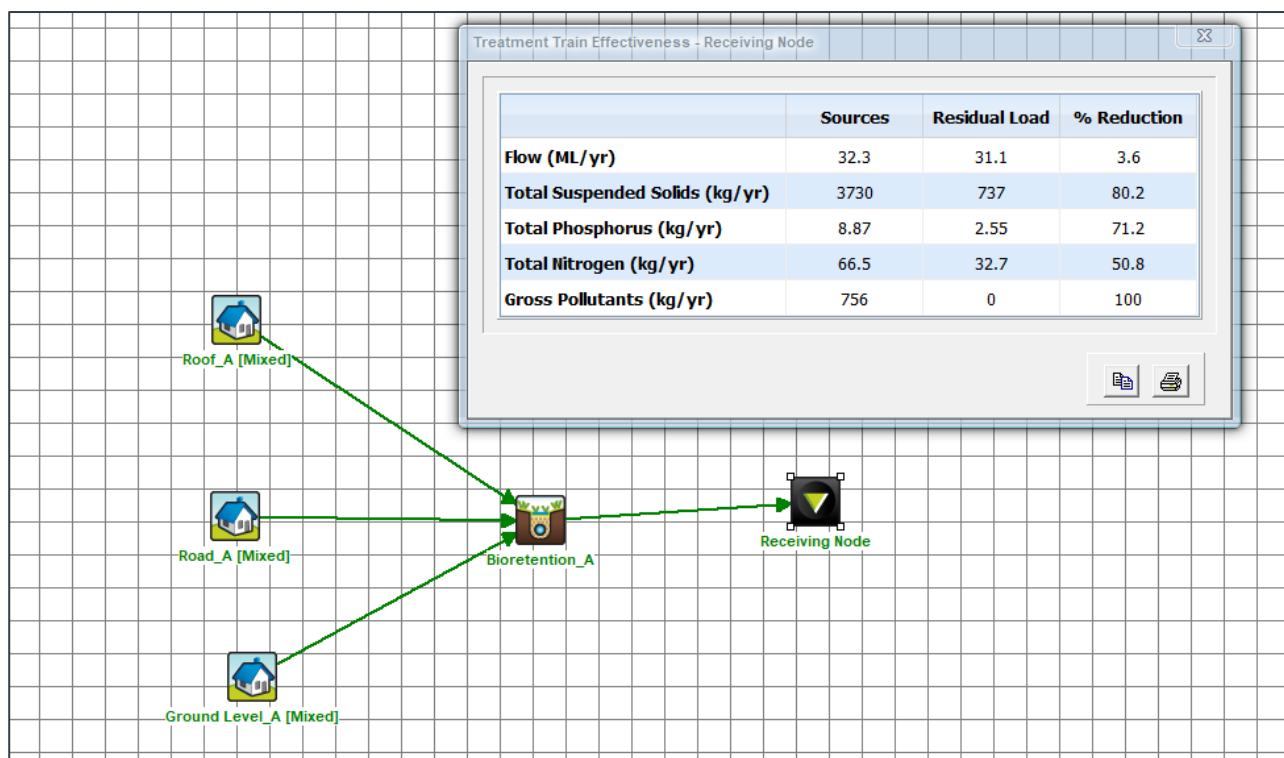 Treatment Train Effectiveness - Receiving Node
Sources Residual Load % Reduction
Flow (ML/yr) 32.3 31.1 3.6
Total Suspended Solids (kg/yr) 3730 737 80.2
Total Phosphorus (kg/yr) 8.87 2.55 71.2
Total Nitrogen (kg/yr) 66.5 32.7 50.8
Gross Pollutants (kg/yr) 756 0 100
Roof_A [Mixed]
Road_A [Mixed]
Bioretention_A
Receiving Node
Ground Level_A [Mixed]